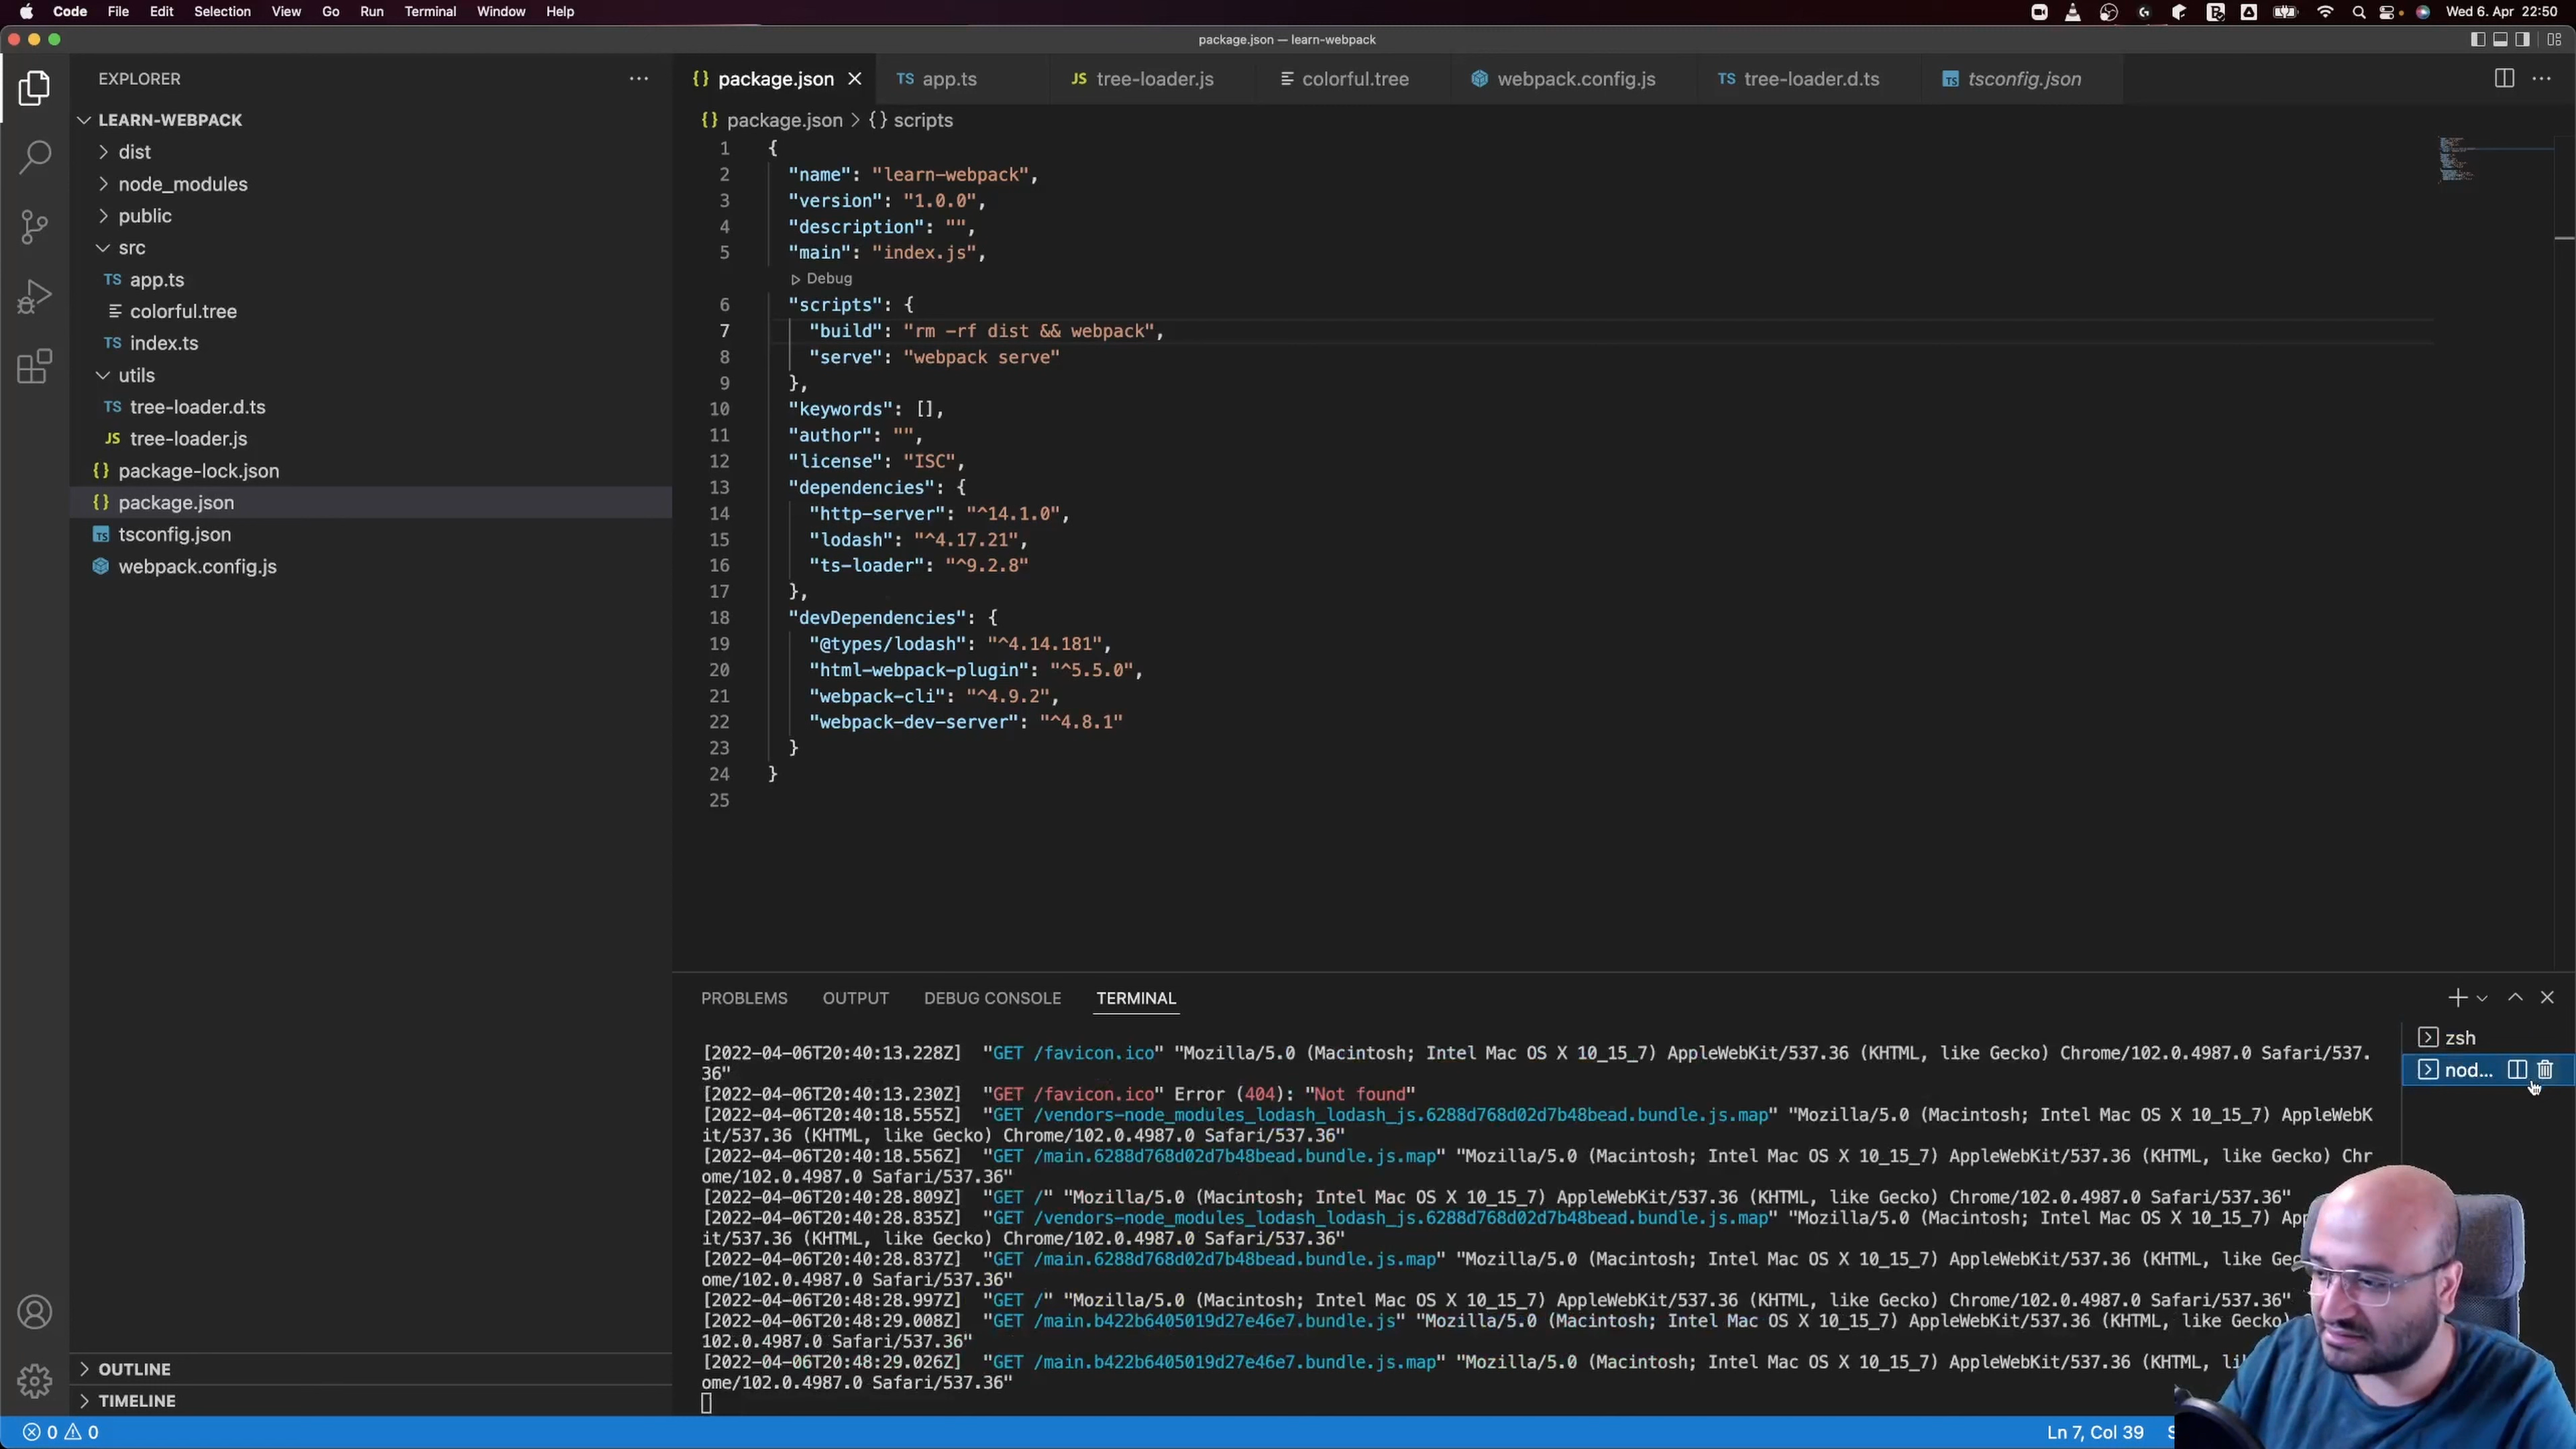 Code File Edit Selection View Go Run Terminal Window Help
Wed 6. Apr 22:50
package.json — learn-webpack
EXPLORER
LEARN-WEBPACK
dist
node_modules
public
src
TS app.ts
colorful.tree
TS index.ts
utils
TS tree-loader.d.ts
JS tree-loader.js
{} package-lock.json
{} package.json
TS tsconfig.json
webpack.config.js
OUTLINE
TIMELINE
{} package.json TS app.ts JS tree-loader.js colorful.tree webpack.config.js TS tree-loader.d.ts TS tsconfig.json
{} package.json > {} scripts
1 {
2 "name": "learn-webpack",
3 "version": "1.0.0",
4 "description": "",
5 "main": "index.js",
Debug
6 "scripts": {
7 "build": "rm -rf dist && webpack",
8 "serve": "webpack serve"
9 },
10 "keywords": [],
11 "author": "",
12 "license": "ISC",
13 "dependencies": {
14 "http-server": "^14.1.0",
15 "lodash": "^4.17.21",
16 "ts-loader": "^9.2.8"
17 },
18 "devDependencies": {
19 "@types/lodash": "^4.14.181",
20 "html-webpack-plugin": "^5.5.0",
21 "webpack-cli": "^4.9.2",
22 "webpack-dev-server": "^4.8.1"
23 }
24 }
25
PROBLEMS OUTPUT DEBUG CONSOLE TERMINAL
[2022-04-06T20:40:13.228Z] "GET /favicon.ico" "Mozilla/5.0 (Macintosh; Intel Mac OS X 10_15_7) AppleWebKit/537.36 (KHTML, like Gecko) Chrome/102.0.4987.0 Safari/537.
36"
[2022-04-06T20:40:13.230Z] "GET /favicon.ico" Error (404): "Not found"
[2022-04-06T20:40:18.555Z] "GET /vendors-node_modules_lodash_lodash_js.6288d768d02d7b48bead.bundle.js.map" "Mozilla/5.0 (Macintosh; Intel Mac OS X 10_15_7) AppleWebK
it/537.36 (KHTML, like Gecko) Chrome/102.0.4987.0 Safari/537.36"
[2022-04-06T20:40:18.556Z] "GET /main.6288d768d02d7b48bead.bundle.js.map" "Mozilla/5.0 (Macintosh; Intel Mac OS X 10_15_7) AppleWebKit/537.36 (KHTML, like Gecko) Chr
ome/102.0.4987.0 Safari/537.36"
[2022-04-06T20:40:28.809Z] "GET /" "Mozilla/5.0 (Macintosh; Intel Mac OS X 10_15_7) AppleWebKit/537.36 (KHTML, like Gecko) Chrome/102.0.4987.0 Safari/537.36"
[2022-04-06T20:40:28.835Z] "GET /vendors-node_modules_lodash_lodash_js.6288d768d02d7b48bead.bundle.js.map" "Mozilla/5.0 (Macintosh; Intel Mac OS X 10_15_7)
it/537.36 (KHTML, like Gecko) Chrome/102.0.4987.0 Safari/537.36"
[2022-04-06T20:40:28.837Z] "GET /main.6288d768d02d7b48bead.bundle.js.map" "Mozilla/5.0 (Macintosh; Intel Mac OS X 10_15_7) AppleWebKit/537.36 (KHTML, like
ome/102.0.4987.0 Safari/537.36"
[2022-04-06T20:48:28.997Z] "GET /" "Mozilla/5.0 (Macintosh; Intel Mac OS X 10_15_7) AppleWebKit/537.36 (KHTML, like Gecko) Chrome/102.0.4987.0 Safari/537.36"
[2022-04-06T20:48:29.008Z] "GET /main.b422b6405019d27e46e7.bundle.js" "Mozilla/5.0 (Macintosh; Intel Mac OS X 10_15_7) AppleWebKit/537.36 (KHTML, like Gecko)
102.0.4987.0 Safari/537.36"
[2022-04-06T20:48:29.026Z] "GET /main.b422b6405019d27e46e7.bundle.js.map" "Mozilla/5.0 (Macintosh; Intel Mac OS X 10_15_7) AppleWebKit/537.36 (KHTML,
ome/102.0.4987.0 Safari/537.36"
zsh
nod...
0 0
Ln 7, Col 39